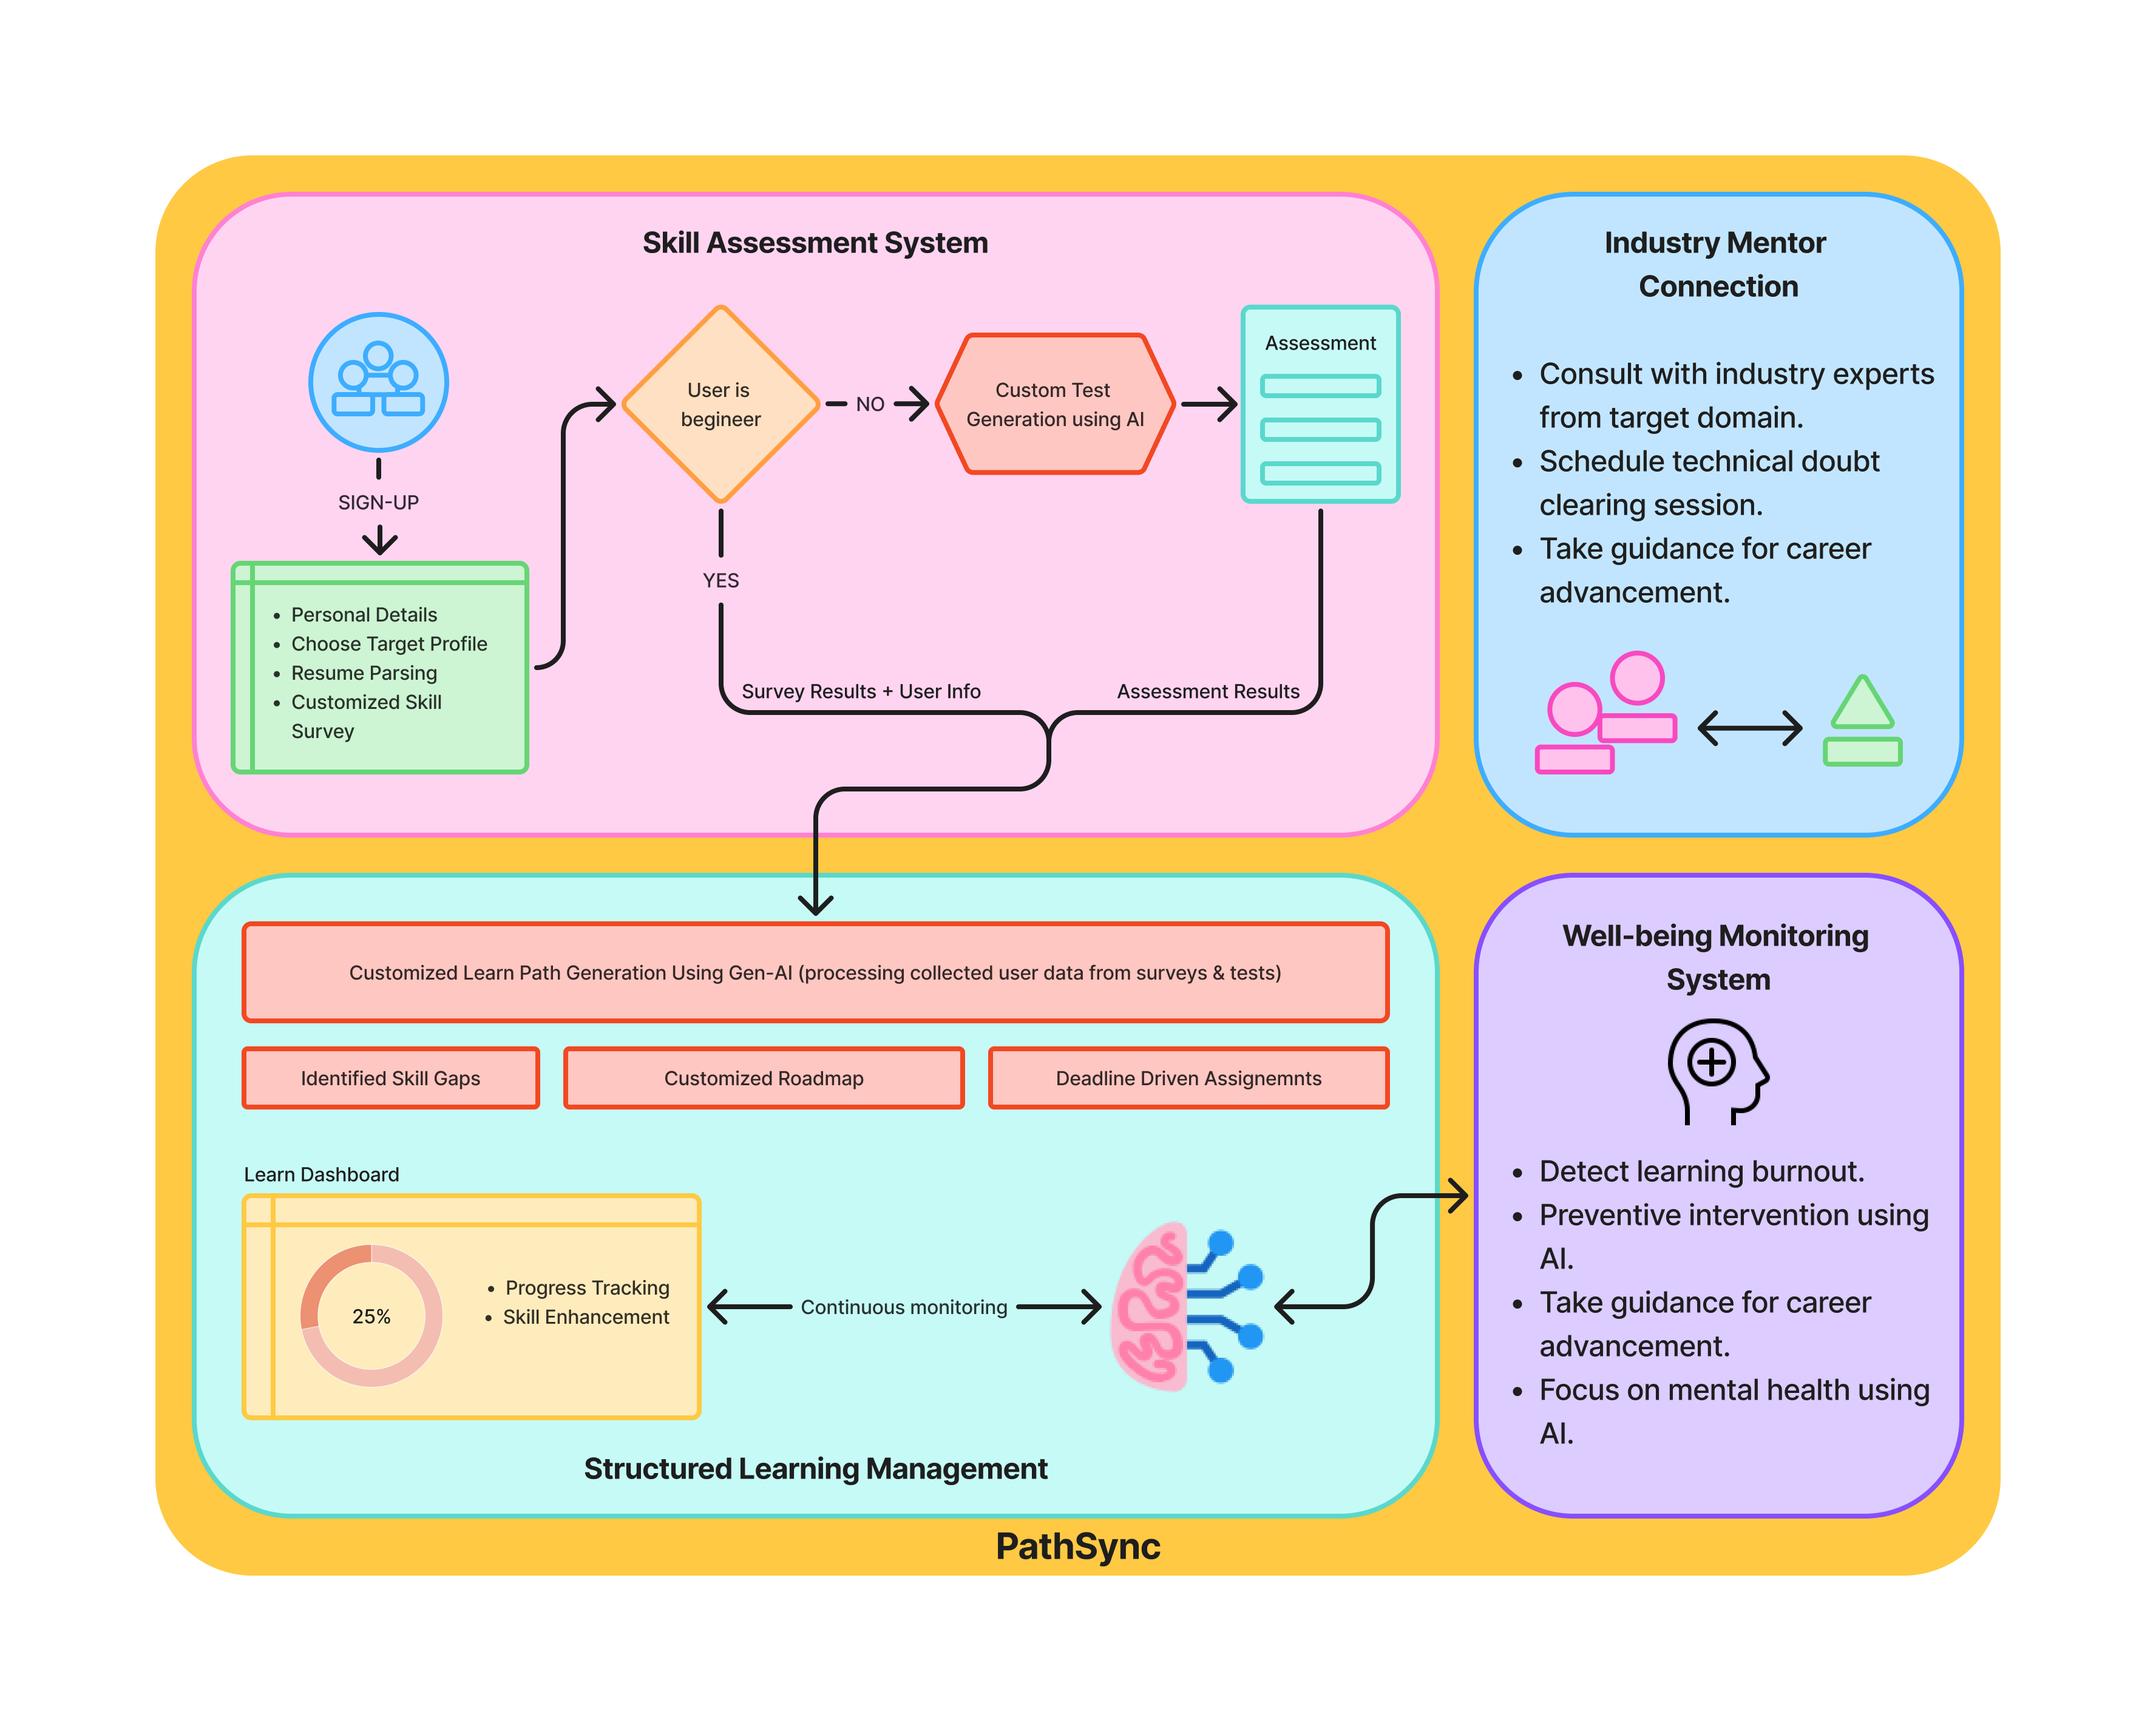 Skill Assessment System
SIGN-UP
• Personal Details
• Choose Target Profile
• Resume Parsing
• Customized Skill
Survey
User is
begineer
NO
YES
Custom Test
Generation using AI
Assessment
Survey Results + User Info
Assessment Results
Industry Mentor
Connection
• Consult with industry experts
from target domain.
• Schedule technical doubt
clearing session.
• Take guidance for career
advancement.
Customized Learn Path Generation Using Gen-AI (processing collected user data from surveys & tests)
Identified Skill Gaps
Customized Roadmap
Deadline Driven Assignemnts
Learn Dashboard
25%
• Progress Tracking
• Skill Enhancement
Continuous monitoring
Structured Learning Management
Well-being Monitoring
System
• Detect learning burnout.
• Preventive intervention using
AI.
• Take guidance for career
advancement.
• Focus on mental health using
AI.
PathSync